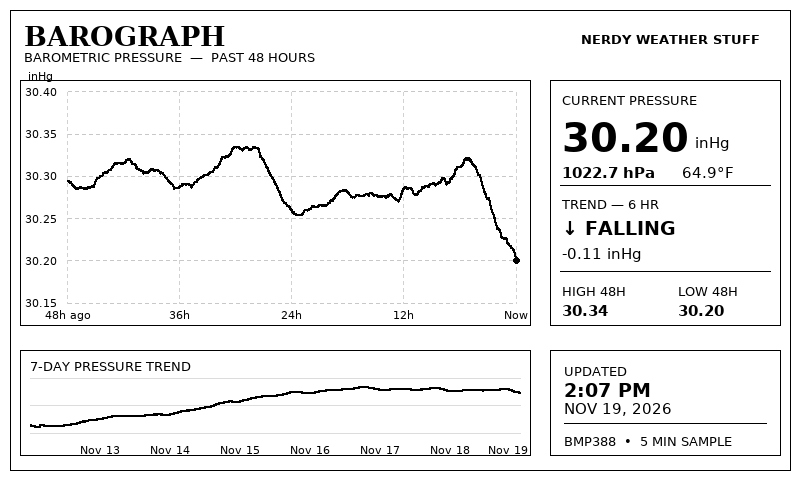 BAROGRAPH
BAROMETRIC PRESSURE — PAST 48 HOURS
NERDY WEATHER STUFF
inHg
30.40
30.35
30.30
30.25
30.20
30.15
48h ago 36h 24h 12h Now
CURRENT PRESSURE
30.20 inHg
1022.7 hPa 64.9°F
TREND — 6 HR
↓ FALLING
-0.11 inHg
HIGH 48H LOW 48H
30.34 30.20
7-DAY PRESSURE TREND
Nov 13 Nov 14 Nov 15 Nov 16 Nov 17 Nov 18 Nov 19
UPDATED
2:07 PM
NOV 19, 2026
BMP388 • 5 MIN SAMPLE